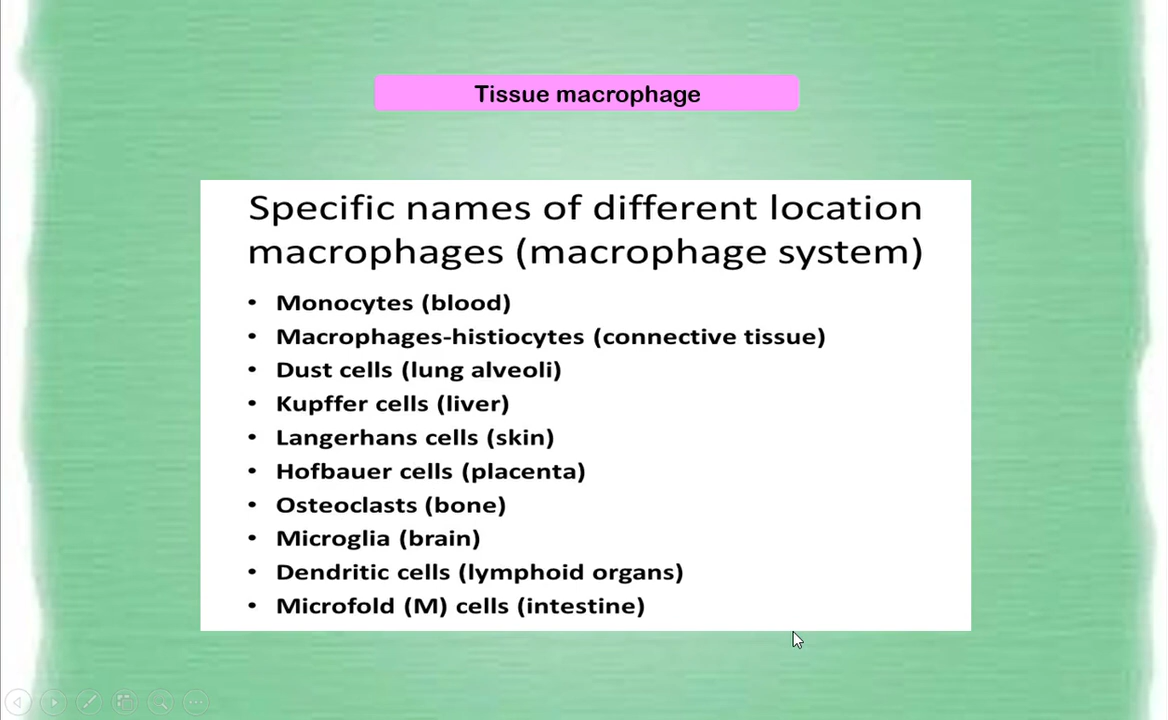 Tissue macrophage
Specific names of different location
macrophages (macrophage system)
• Monocytes (blood)
• Macrophages-histiocytes (connective tissue)
• Dust cells (lung alveoli)
• Kupffer cells (liver)
• Langerhans cells (skin)
• Hofbauer cells (placenta)
• Osteoclasts (bone)
• Microglia (brain)
• Dendritic cells (lymphoid organs)
• Microfold (M) cells (intestine)